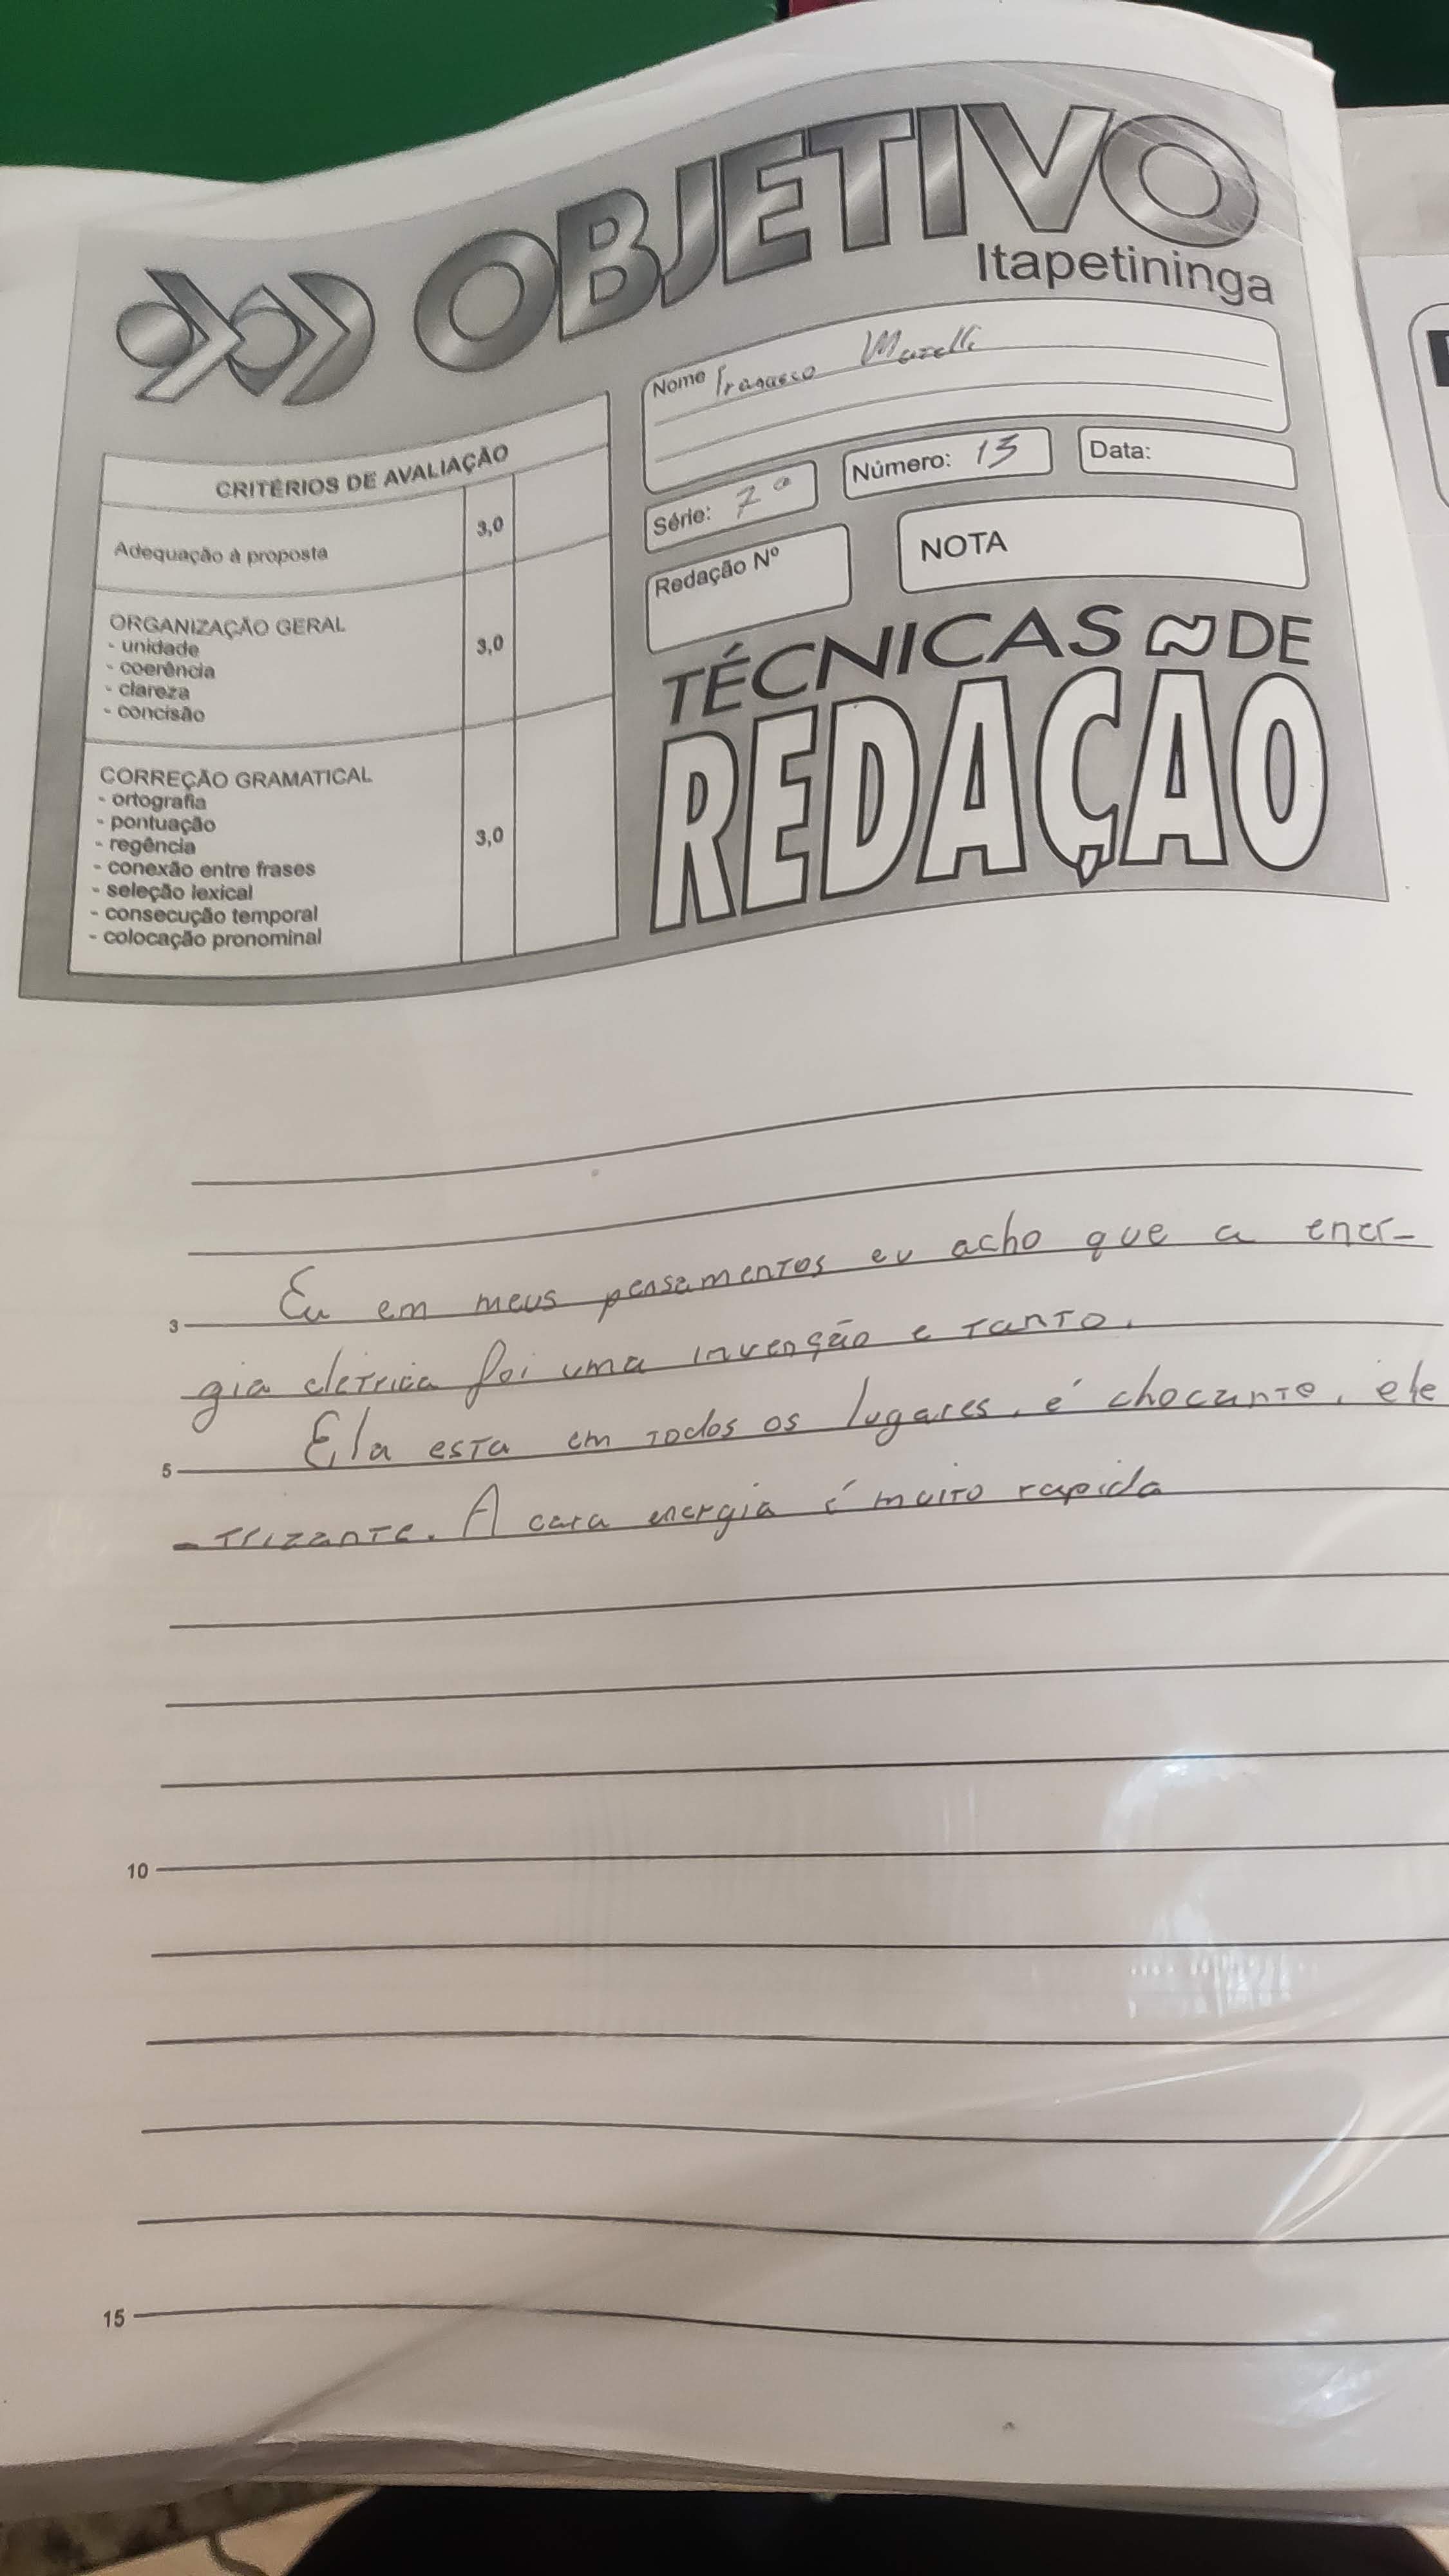 OBJETIVO
Itapetininga
Nome
Série: 7ª
Número: 13
Data:
Redação Nº
NOTA
TÉCNICAS DE
REDAÇÃO
CRITÉRIOS DE AVALIAÇÃO
Adequação à proposta 3,0
ORGANIZAÇÃO GERAL
- unidade
- coerência 3,0
- clareza
- concisão
CORREÇÃO GRAMATICAL
- ortografia
- pontuação
- regência 3,0
- conexão entre frases
- seleção lexical
- consecução temporal
- colocação pronominal
Eu em meus pensamentos eu acho que a ener-
3
gia eletrica foi uma invenção e tanto.
Ela esta em todos os lugares, é chocante, ele
5
-trizante. A cara energia é muito rapida
10
15